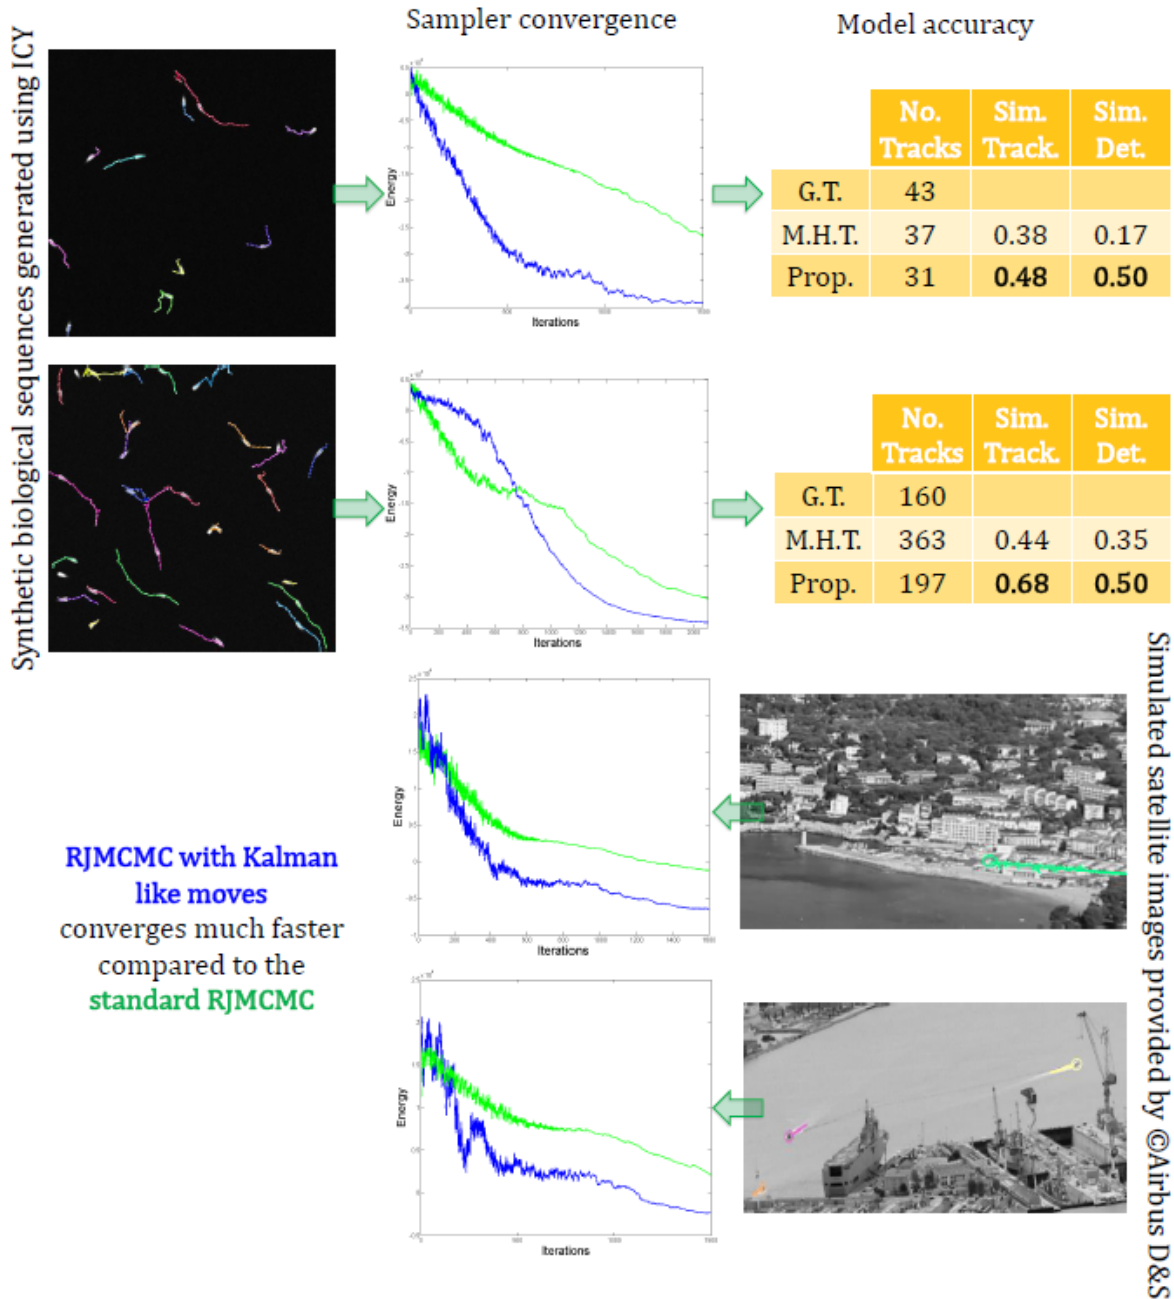 Sampler convergence
Model accuracy
Synthetic biological sequences generated using ICY
Energy
Iterations
No. Tracks Sim. Track. Sim. Det.
G.T. 43
M.H.T. 37 0.38 0.17
Prop. 31 0.48 0.50
Energy
Iterations
No. Tracks Sim. Track. Sim. Det.
G.T. 160
M.H.T. 363 0.44 0.35
Prop. 197 0.68 0.50
Simulated satellite images provided by ©Airbus D&S
Energy
Iterations
RJMCMC with Kalman
like moves
converges much faster
compared to the
standard RJMCMC
Energy
Iterations